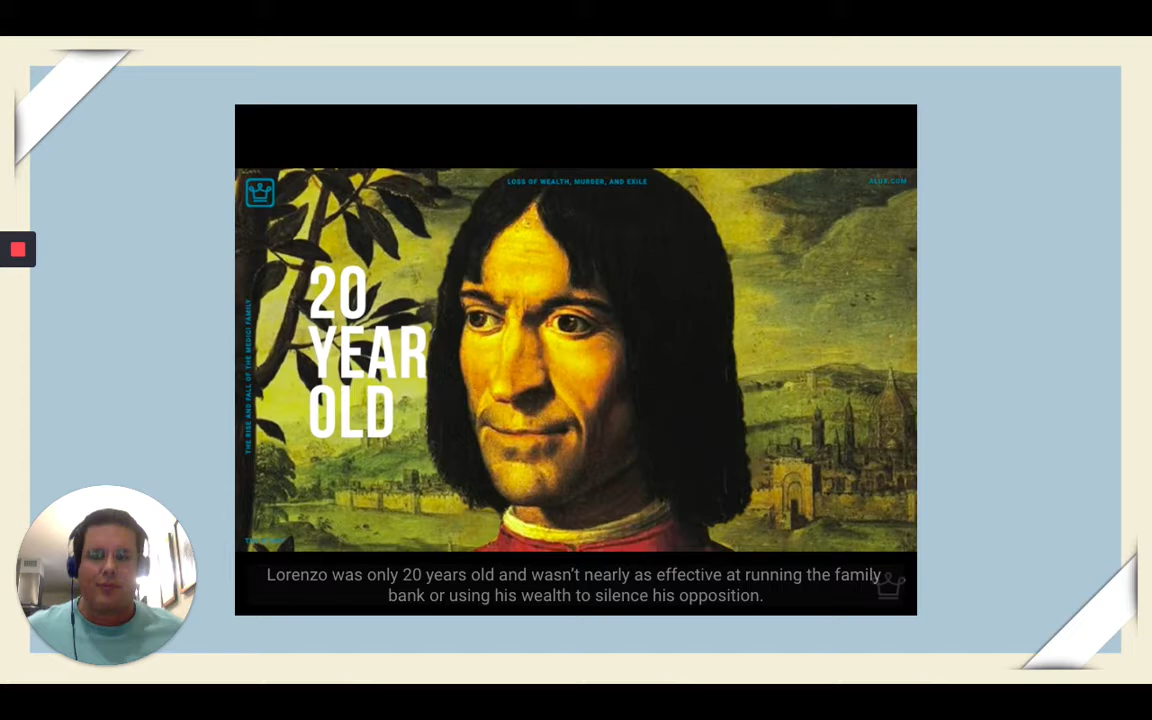 LOSS OF WEALTH, MURDER, AND EXILE
ALUX.COM
THE RISE AND FALL OF THE MEDICI FAMILY
20
YEAR
OLD
Lorenzo was only 20 years old and wasn't nearly as effective at running the family
bank or using his wealth to silence his opposition.